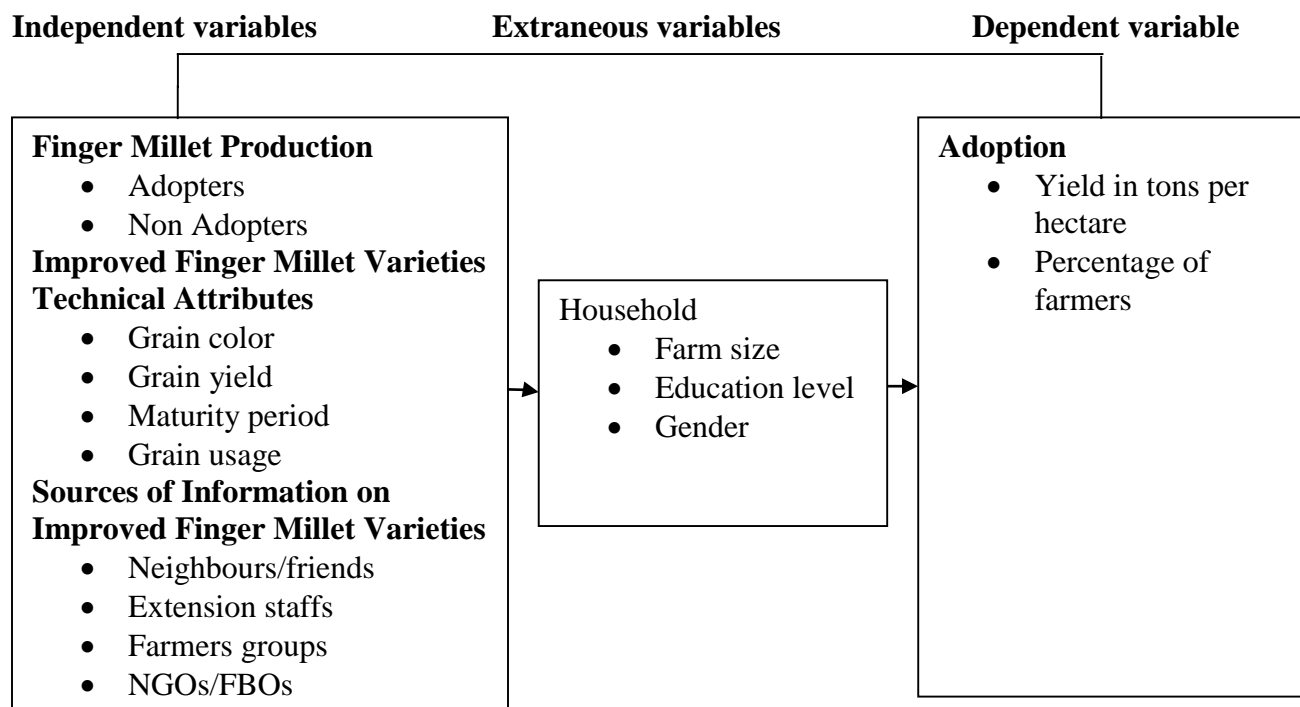 Independent variables Extraneous variables Dependent variable
Finger Millet Production
• Adopters
• Non Adopters
Improved Finger Millet Varieties
Technical Attributes
• Grain color
• Grain yield
• Maturity period
• Grain usage
Sources of Information on
Improved Finger Millet Varieties
• Neighbours/friends
• Extension staffs
• Farmers groups
• NGOs/FBOs
Household
• Farm size
• Education level
• Gender
Adoption
• Yield in tons per
hectare
• Percentage of
farmers